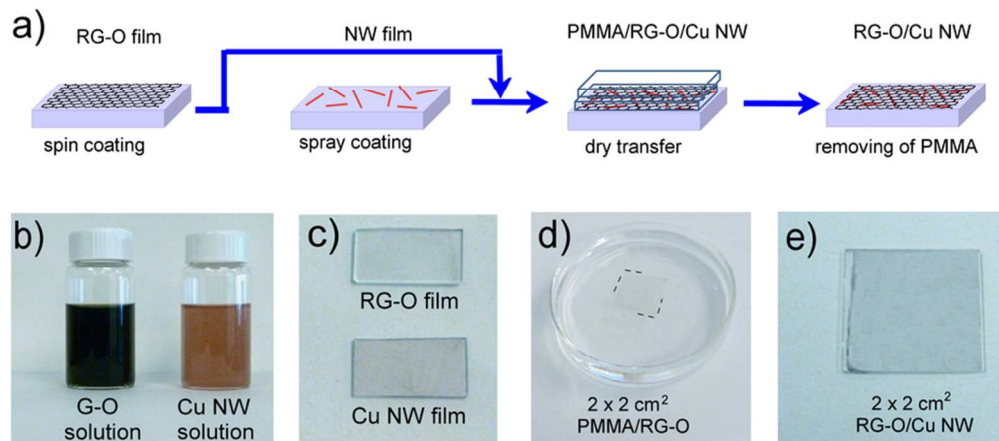 a)
RG-O film
NW film
PMMA/RG-O/Cu NW
RG-O/Cu NW
spin coating
spray coating
dry transfer
removing of PMMA
b)
G-O
solution
Cu NW
solution
c)
RG-O film
Cu NW film
d)
2 x 2 cm²
PMMA/RG-O
e)
2 x 2 cm²
RG-O/Cu NW